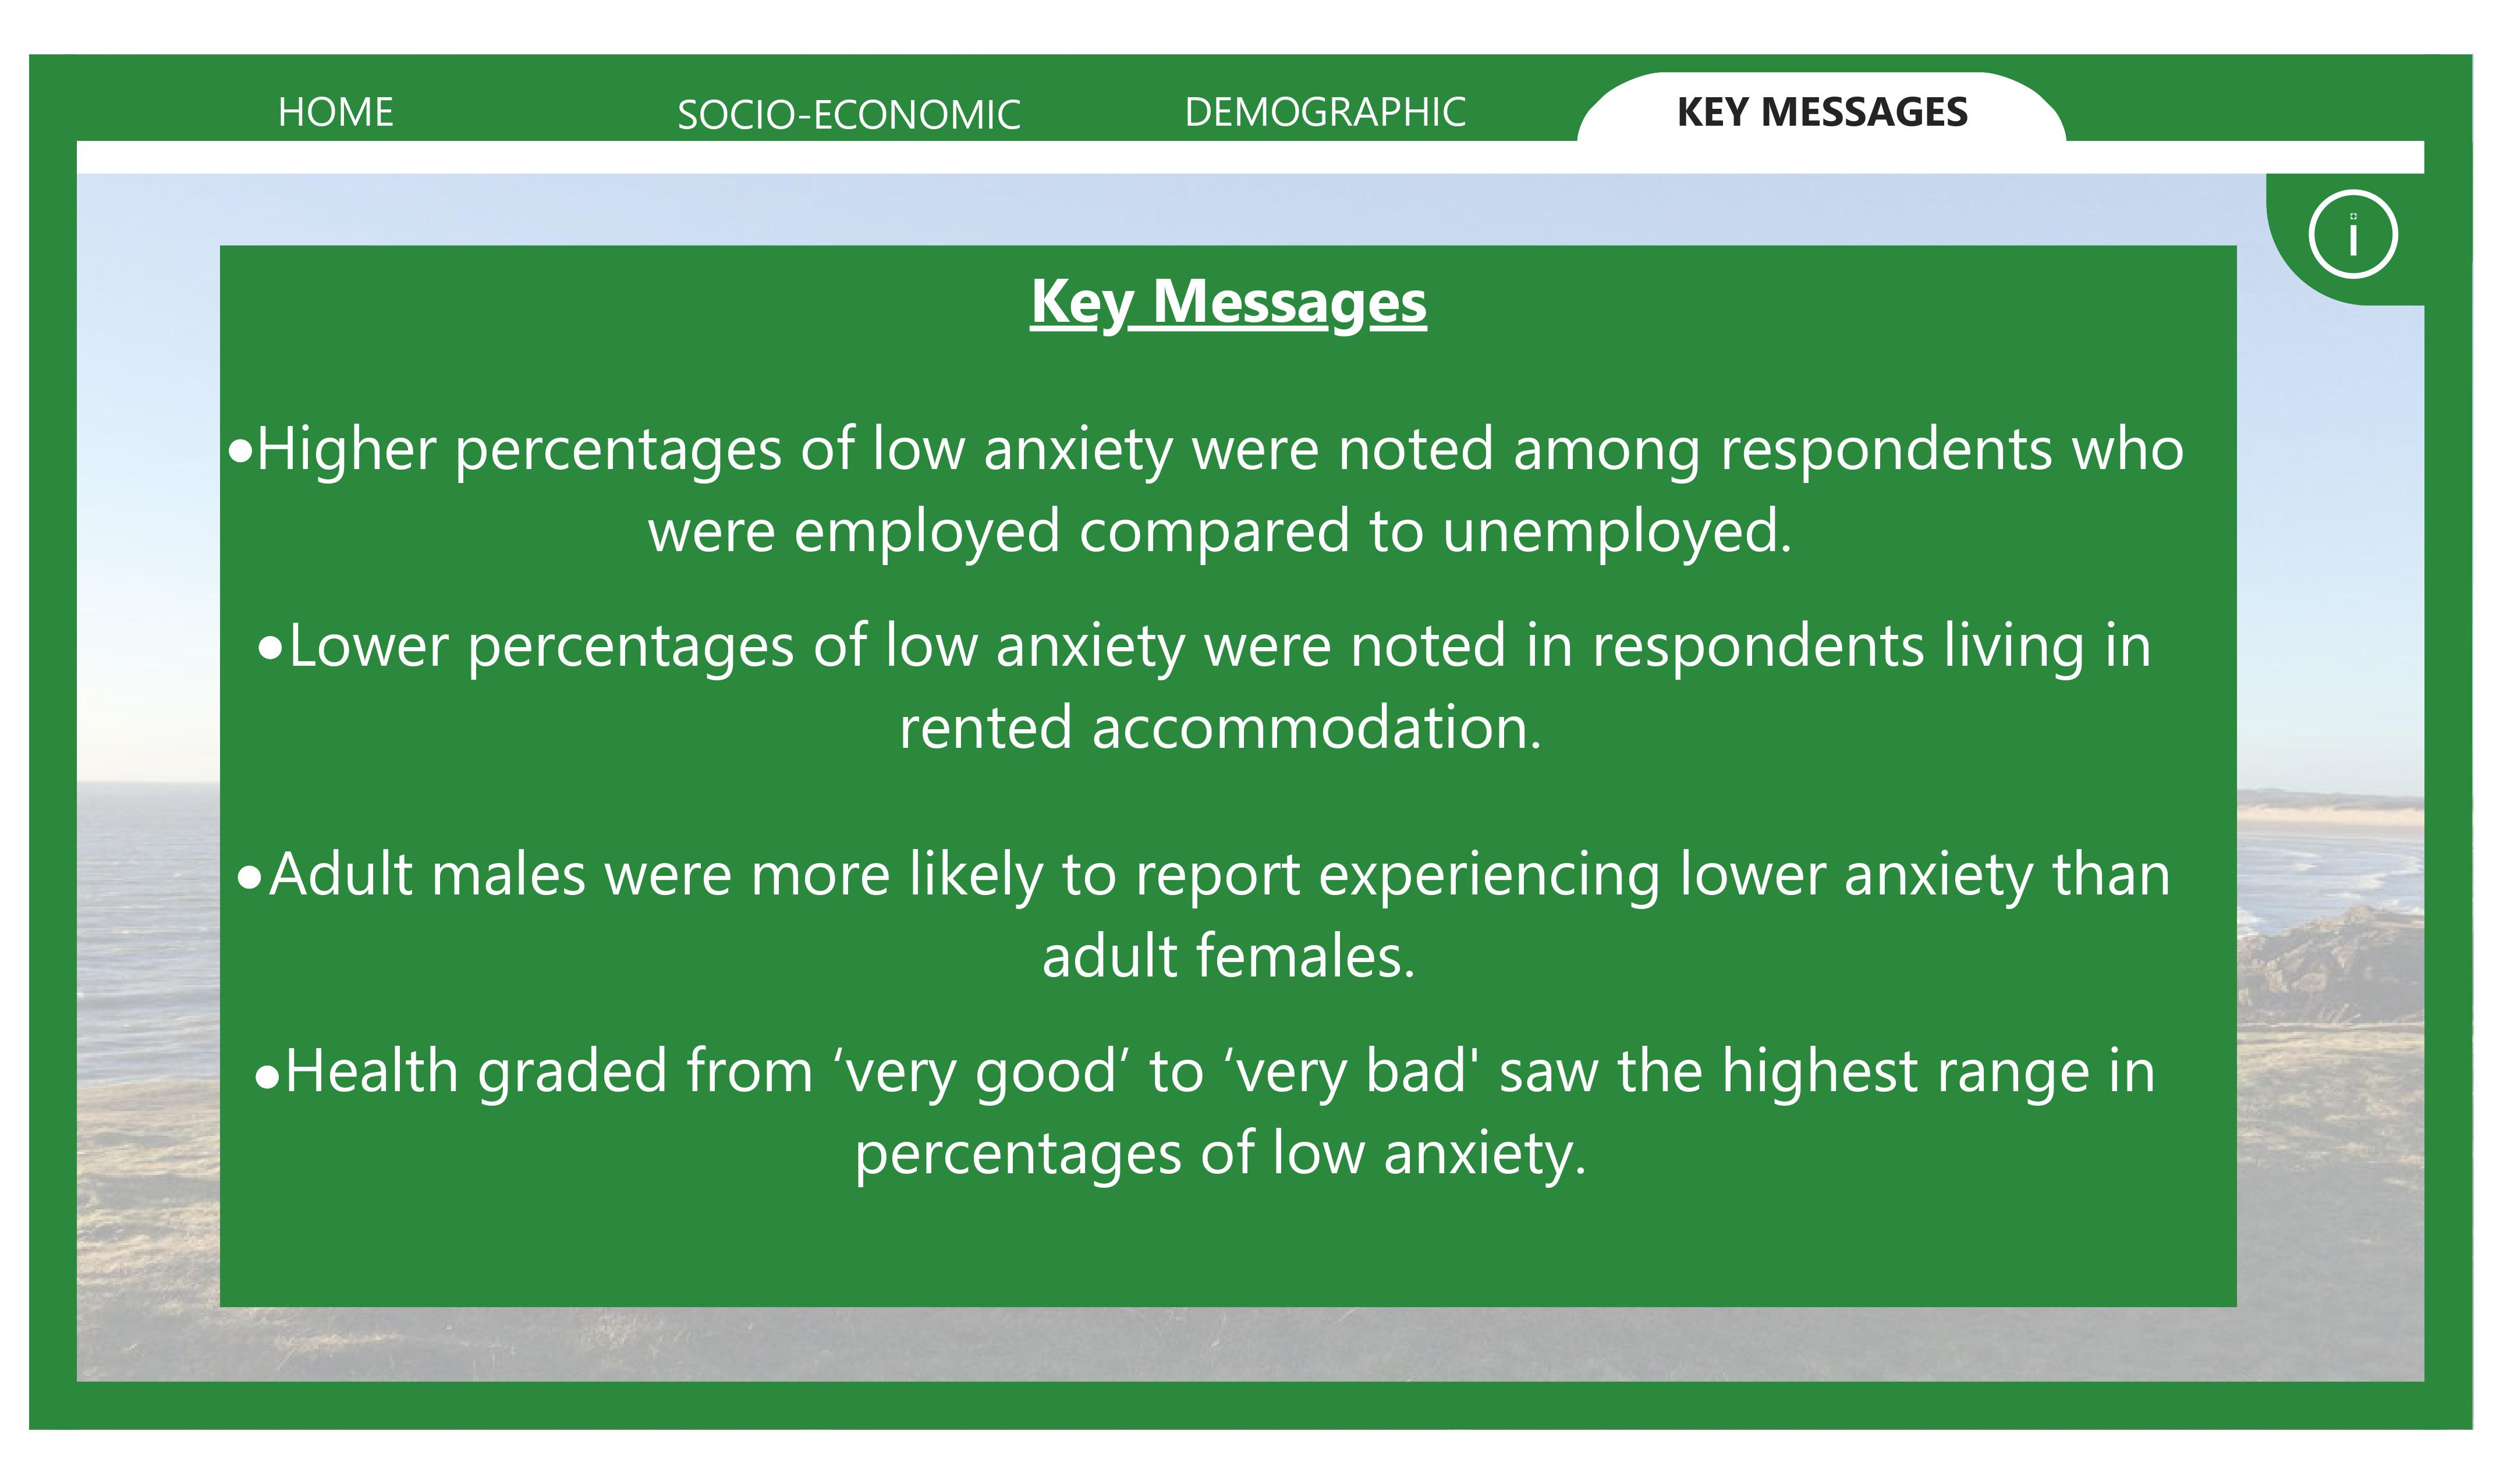 HOME
SOCIO-ECONOMIC
DEMOGRAPHIC
KEY MESSAGES
i
Key Messages
•Higher percentages of low anxiety were noted among respondents who
were employed compared to unemployed.
•Lower percentages of low anxiety were noted in respondents living in
rented accommodation.
•Adult males were more likely to report experiencing lower anxiety than
adult females.
•Health graded from ‘very good’ to ‘very bad' saw the highest range in
percentages of low anxiety.